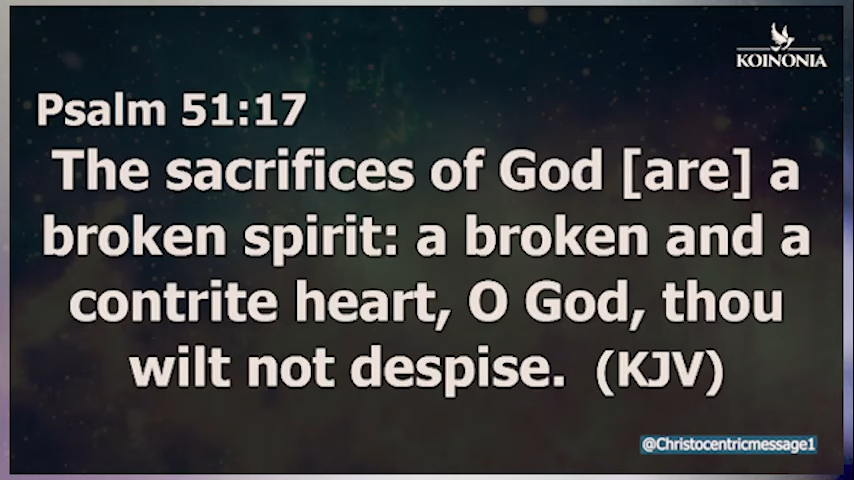 KOINONIA
Psalm 51:17
The sacrifices of God [are] a
broken spirit: a broken and a
contrite heart, O God, thou
wilt not despise. (KJV)
@Christocentricmessage1